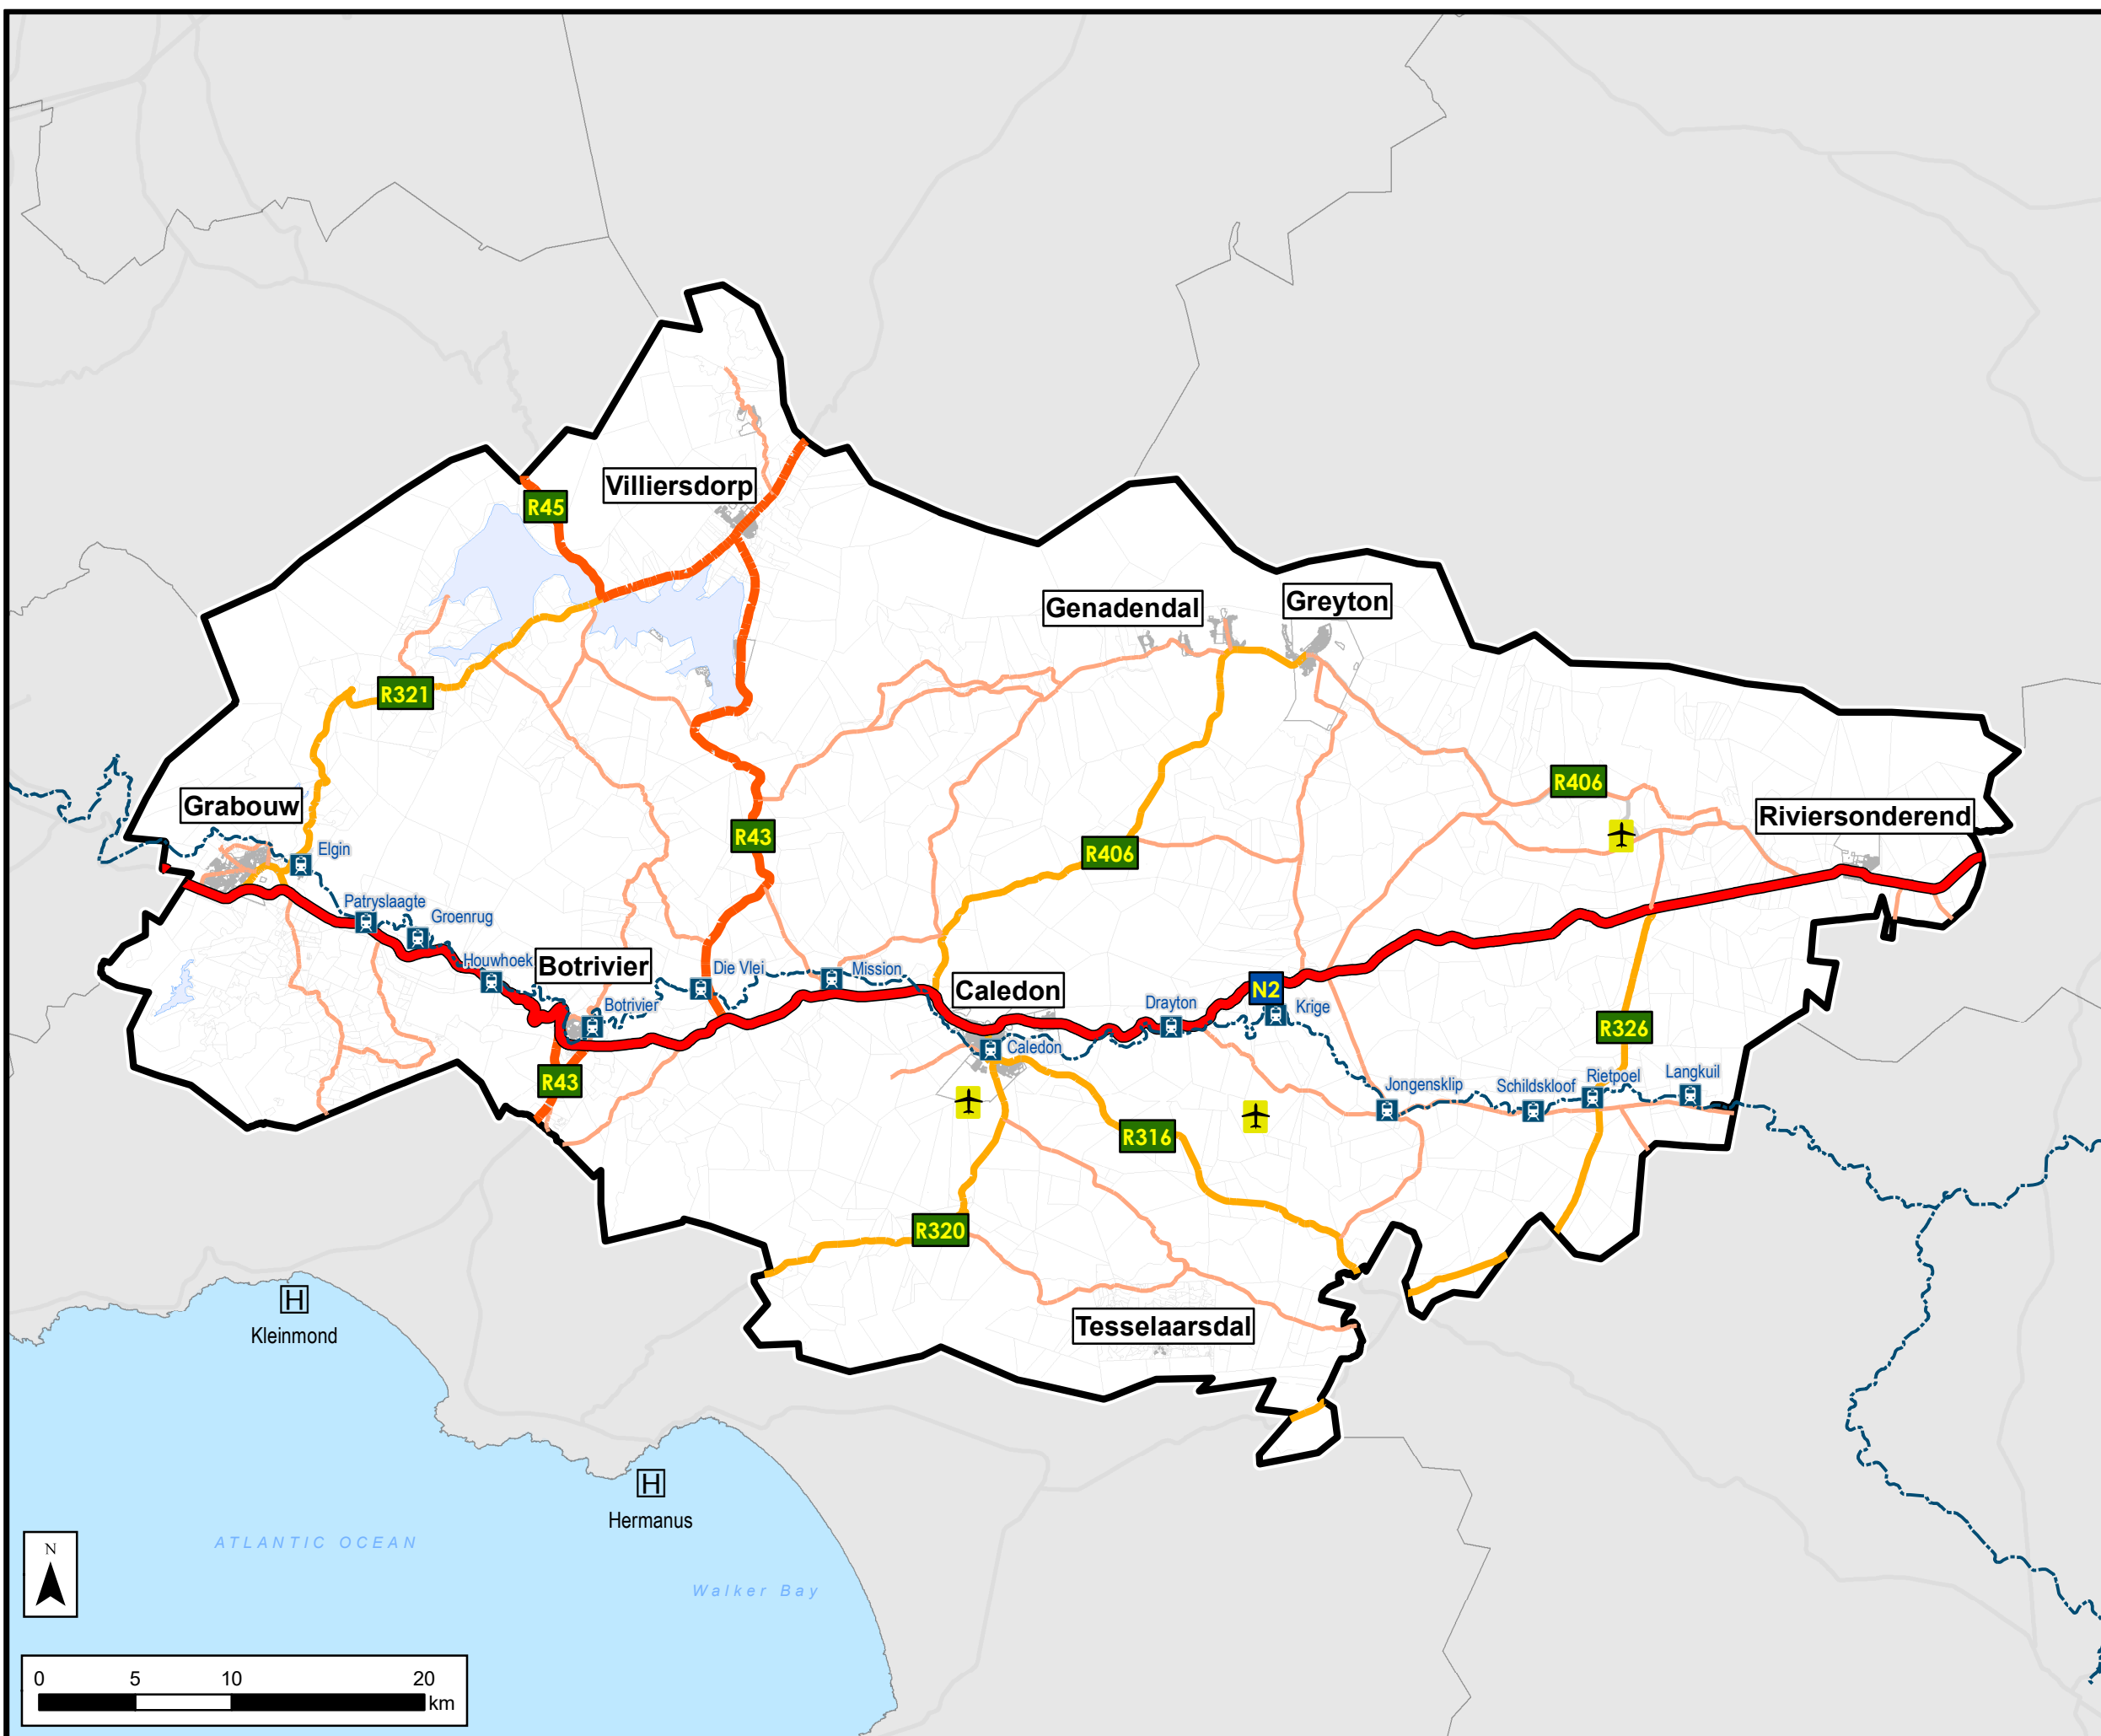 Villiersdorp
R45
Genadendal
Greyton
R321
R406
Grabouw
Riviersonderend
R43
Elgin
R406
Patryslaagte
Groenrug
Houwhoek
Botrivier
Die Vlei
Mission
Caledon
N2
Botrivier
Drayton
Krige
R326
Caledon
R43
Jongensklip
Schildskloof
Rietpoel
Langkuil
R316
R320
H
Kleinmond
Tesselaarsdal
H
Hermanus
ATLANTIC OCEAN
N
Walker Bay
0 5 10 20
km